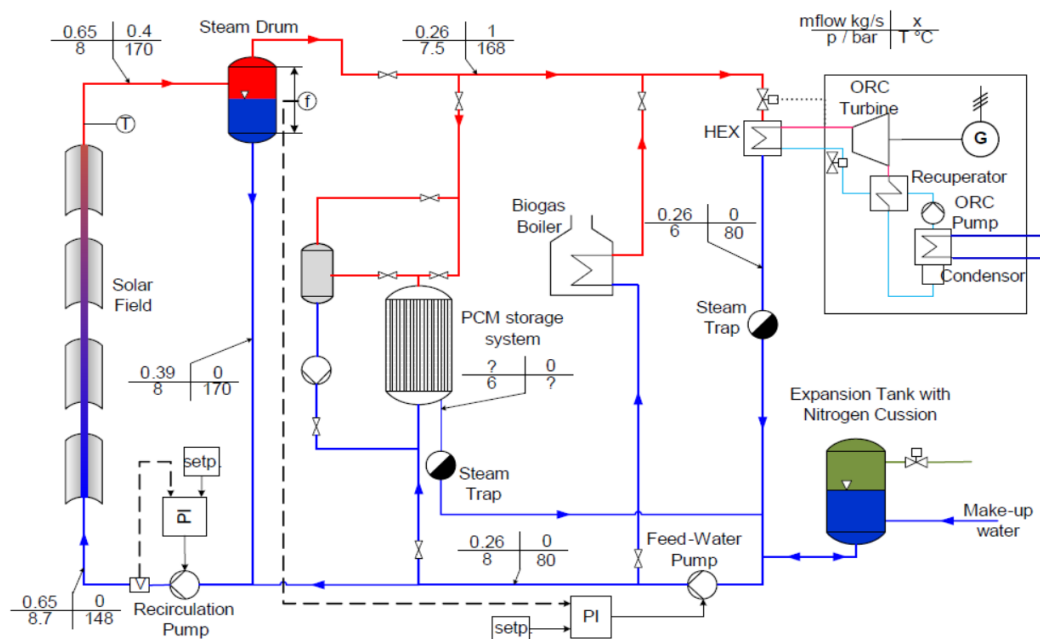 Steam Drum
mflow kg/s x
p / bar T °C
0.65 0.4
8 170
0.26 1
7.5 168
f
T
ORC
Turbine
G
HEX
Recuperator
ORC
Pump
Condensor
Biogas
Boiler
0.26 0
6 80
Solar
Field
PCM storage
system
Steam
Trap
? 0
6 ?
0.39 0
8 170
Expansion Tank with
Nitrogen Cussion
setp.
Steam
Trap
PI
Make-up
water
0.26 0
8 80
Feed-Water
Pump
V
0.65 0
8.7 148
Recirculation
Pump
PI
setp.